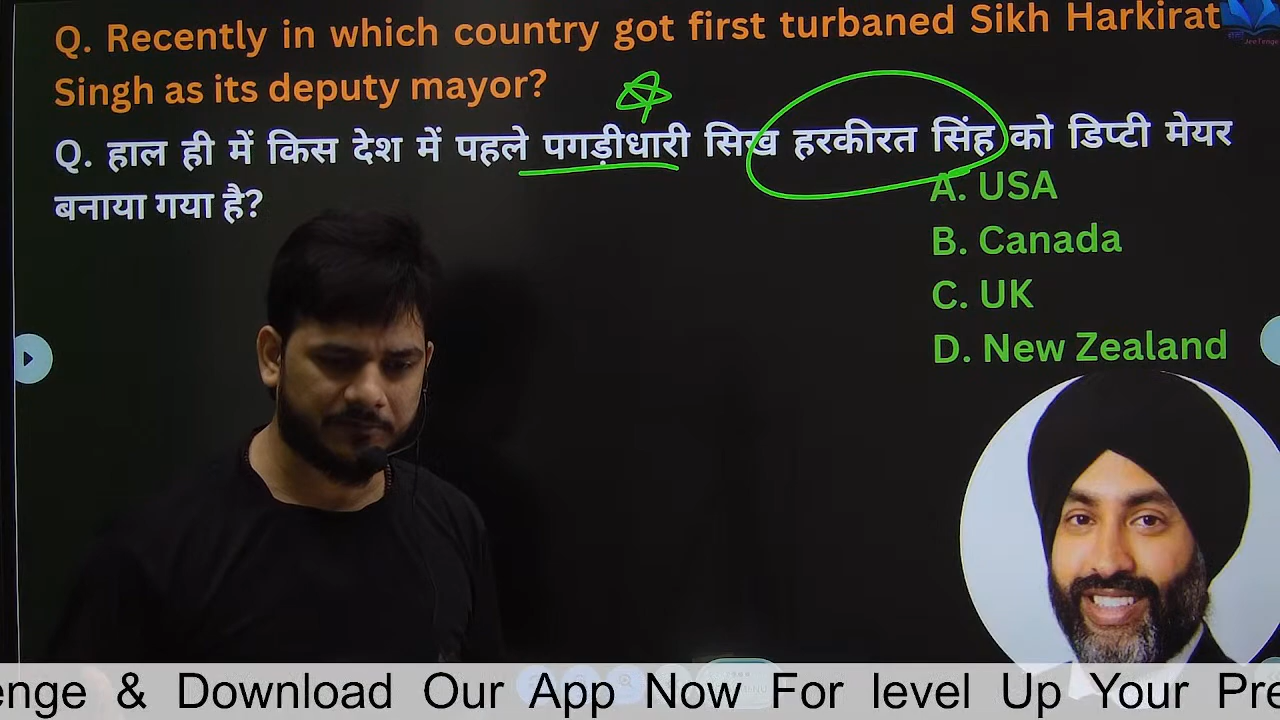 Q. Recently in which country got first turbaned Sikh Harkirat
Singh as its deputy mayor?
Q. हाल ही में किस देश में पहले पगड़ीधारी सिख हरकीरत सिंह को डिप्टी मेयर
बनाया गया है?
A. USA
B. Canada
C. UK
D. New Zealand
enge & Download Our App Now For level Up Your Pre